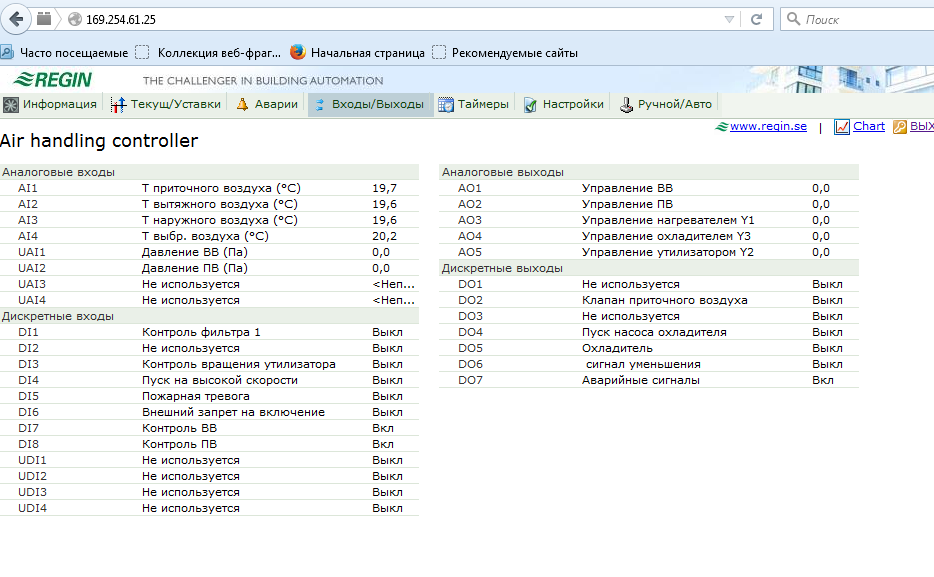 169.254.61.25
Поиск
Часто посещаемые Коллекция веб-фраг... Начальная страница Рекомендуемые сайты
REGIN THE CHALLENGER IN BUILDING AUTOMATION
Информация Текущ/Уставки Аварии Входы/Выходы Таймеры Настройки Ручной/Авто
www.regin.se | Chart ВЫХ
Air handling controller
Аналоговые входы
AI1 Т приточного воздуха (°C) 19,7
AI2 Т вытяжного воздуха (°C) 19,6
AI3 Т наружного воздуха (°C) 19,6
AI4 Т выбр. воздуха (°C) 20,2
UAI1 Давление ВВ (Па) 0,0
UAI2 Давление ПВ (Па) 0,0
UAI3 Не используется <Неп...
UAI4 Не используется <Неп...
Дискретные входы
DI1 Контроль фильтра 1 Выкл
DI2 Не используется Выкл
DI3 Контроль вращения утилизатора Выкл
DI4 Пуск на высокой скорости Выкл
DI5 Пожарная тревога Выкл
DI6 Внешний запрет на включение Выкл
DI7 Контроль ВВ Вкл
DI8 Контроль ПВ Вкл
UDI1 Не используется Выкл
UDI2 Не используется Выкл
UDI3 Не используется Выкл
UDI4 Не используется Выкл
Аналоговые выходы
AO1 Управление ВВ 0,0
AO2 Управление ПВ 0,0
AO3 Управление нагревателем Y1 0,0
AO4 Управление охладителем Y3 0,0
AO5 Управление утилизатором Y2 0,0
Дискретные выходы
DO1 Не используется Выкл
DO2 Клапан приточного воздуха Выкл
DO3 Не используется Выкл
DO4 Пуск насоса охладителя Выкл
DO5 Охладитель Выкл
DO6 сигнал уменьшения Выкл
DO7 Аварийные сигналы Вкл